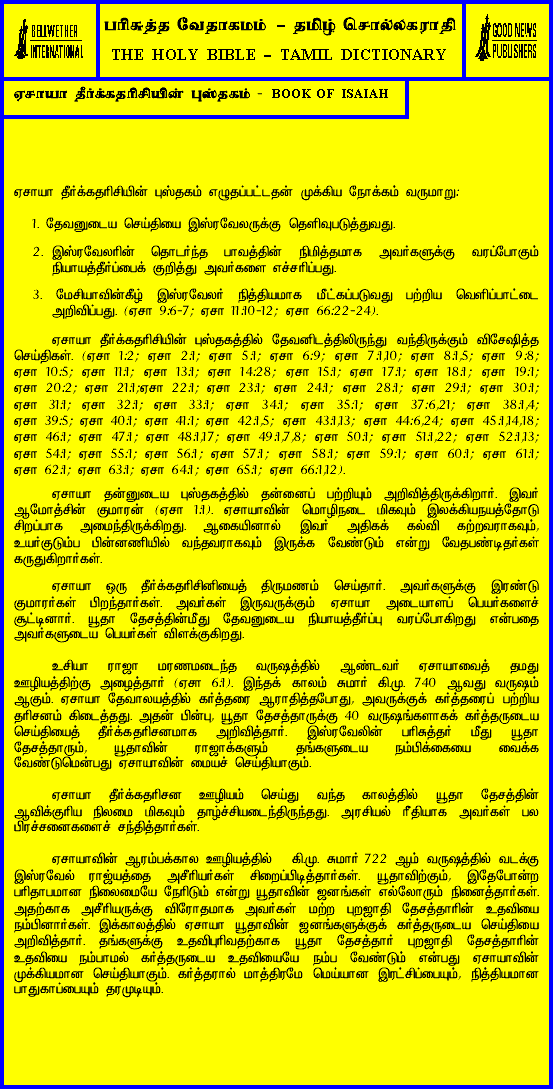 BELLWETHER
INTERNATIONAL
பரிசுத்த வேதாகமம் – தமிழ் சொல்லகராதி
THE HOLY BIBLE – TAMIL DICTIONARY
GOOD NEWS
PUBLISHERS
ஏசாயா தீர்க்கதரிசியின் புஸ்தகம் - BOOK OF ISAIAH
ஏசாயா தீர்க்கதரிசியின் புஸ்தகம் எழுதப்பட்டதன் முக்கிய நோக்கம் வருமாறு:
1. தேவனுடைய செய்தியை இஸ்ரவேலருக்கு தெளிவுபடுத்துவது.
2. இஸ்ரவேலரின் தொடர்ந்த பாவத்தின் நிமித்தமாக அவர்களுக்கு வரப்போகும்
நியாயத்தீர்ப்பைக் குறித்து அவர்களை எச்சரிப்பது.
3. மேசியாவின்கீழ் இஸ்ரவேலர் நித்தியமாக மீட்கப்படுவது பற்றிய வெளிப்பாட்டை
அறிவிப்பது. (ஏசா 9:6-7; ஏசா 11:10-12; ஏசா 66:22-24).
ஏசாயா தீர்க்கதரிசியின் புஸ்தகத்தில் தேவனிடத்திலிருந்து வந்திருக்கும் விசேஷித்த
செய்திகள். (ஏசா 1:2; ஏசா 2:1; ஏசா 5:1; ஏசா 6:9; ஏசா 7:1,10; ஏசா 8:1,5; ஏசா 9:8;
ஏசா 10:5; ஏசா 11:1; ஏசா 13:1; ஏசா 14:28; ஏசா 15:1; ஏசா 17:1; ஏசா 18:1; ஏசா 19:1;
ஏசா 20:2; ஏசா 21:1;ஏசா 22:1; ஏசா 23:1; ஏசா 24:1; ஏசா 28:1; ஏசா 29:1; ஏசா 30:1;
ஏசா 31:1; ஏசா 32:1; ஏசா 33:1; ஏசா 34:1; ஏசா 35:1; ஏசா 37:6,21; ஏசா 38:1,4;
ஏசா 39:5; ஏசா 40:1; ஏசா 41:1; ஏசா 42:1,5; ஏசா 43:1,13; ஏசா 44:6,24; ஏசா 45:1,14,18;
ஏசா 46:1; ஏசா 47:1; ஏசா 48:1,17; ஏசா 49:1,7,8; ஏசா 50:1; ஏசா 51:1,22; ஏசா 52:1,13;
ஏசா 54:1; ஏசா 55:1; ஏசா 56:1; ஏசா 57:1; ஏசா 58:1; ஏசா 59:1; ஏசா 60:1; ஏசா 61:1;
ஏசா 62:1; ஏசா 63:1; ஏசா 64:1; ஏசா 65:1; ஏசா 66:1,12).
ஏசாயா தன்னுடைய புஸ்தகத்தில் தன்னைப் பற்றியும் அறிவித்திருக்கிறார். இவர்
ஆமோத்சின் குமாரன் (ஏசா 1:1). ஏசாயாவின் மொழிநடை மிகவும் இலக்கியநயத்தோடு
சிறப்பாக அமைந்திருக்கிறது. ஆகையினால் இவர் அதிகக் கல்வி கற்றவராகவும்,
உயர்குடும்ப பின்னணியில் வந்தவராகவும் இருக்க வேண்டும் என்று வேதபண்டிதர்கள்
கருதுகிறார்கள்.
ஏசாயா ஒரு தீர்க்கதரிசினியைத் திருமணம் செய்தார். அவர்களுக்கு இரண்டு
குமாரர்கள் பிறந்தார்கள். அவர்கள் இருவருக்கும் ஏசாயா அடையாளப் பெயர்களைச்
சூட்டினார். யூதா தேசத்தின்மீது தேவனுடைய நியாயத்தீர்ப்பு வரப்போகிறது என்பதை
அவர்களுடைய பெயர்கள் விளக்குகிறது.
உசியா ராஜா மரணமடைந்த வருஷத்தில் ஆண்டவர் ஏசாயாவைத் தமது
ஊழியத்திற்கு அழைத்தார் (ஏசா 6:1). இந்தக் காலம் சுமார் கி.மு. 740 ஆவது வருஷம்
ஆகும். ஏசாயா தேவாலயத்தில் கர்த்தரை ஆராதித்தபோது, அவருக்குக் கர்த்தரைப் பற்றிய
தரிசனம் கிடைத்தது. அதன் பின்பு, யூதா தேசத்தாருக்கு 40 வருஷங்களாகக் கர்த்தருடைய
செய்தியைத் தீர்க்கதரிசனமாக அறிவித்தார். இஸ்ரவேலின் பரிசுத்தர் மீது யூதா
தேசத்தாரும், யூதாவின் ராஜாக்களும் தங்களுடைய நம்பிக்கையை வைக்க
வேண்டுமென்பது ஏசாயாவின் மையச் செய்தியாகும்.
ஏசாயா தீர்க்கதரிசன ஊழியம் செய்து வந்த காலத்தில் யூதா தேசத்தின்
ஆவிக்குரிய நிலமை மிகவும் தாழ்ச்சியடைந்திருந்தது. அரசியல் ரீதியாக அவர்கள் பல
பிரச்சனைகளைச் சந்தித்தார்கள்.
ஏசாயாவின் ஆரம்பக்கால ஊழியத்தில் கி.மு. சுமார் 722 ஆம் வருஷத்தில் வடக்கு
இஸ்ரவேல் ராஜ்யத்தை அசீரியர்கள் சிறைப்பிடித்தார்கள். யூதாவிற்கும், இதேபோன்ற
பரிதாபமான நிலைமையே நேரிடும் என்று யூதாவின் ஜனங்கள் எல்லோரும் நினைத்தார்கள்.
அதற்காக அசீரியருக்கு விரோதமாக அவர்கள் மற்ற புறஜாதி தேசத்தாரின் உதவியை
நம்பினார்கள். இக்காலத்தில் ஏசாயா யூதாவின் ஜனங்களுக்குக் கர்த்தருடைய செய்தியை
அறிவித்தார். தங்களுக்கு உதவிபுரிவதற்காக யூதா தேசத்தார் புறஜாதி தேசத்தாரின்
உதவியை நம்பாமல் கர்த்தருடைய உதவியையே நம்ப வேண்டும் என்பது ஏசாயாவின்
முக்கியமான செய்தியாகும். கர்த்தரால் மாத்திரமே மெய்யான இரட்சிப்பையும், நித்தியமான
பாதுகாப்பையும் தரமுடியும்.